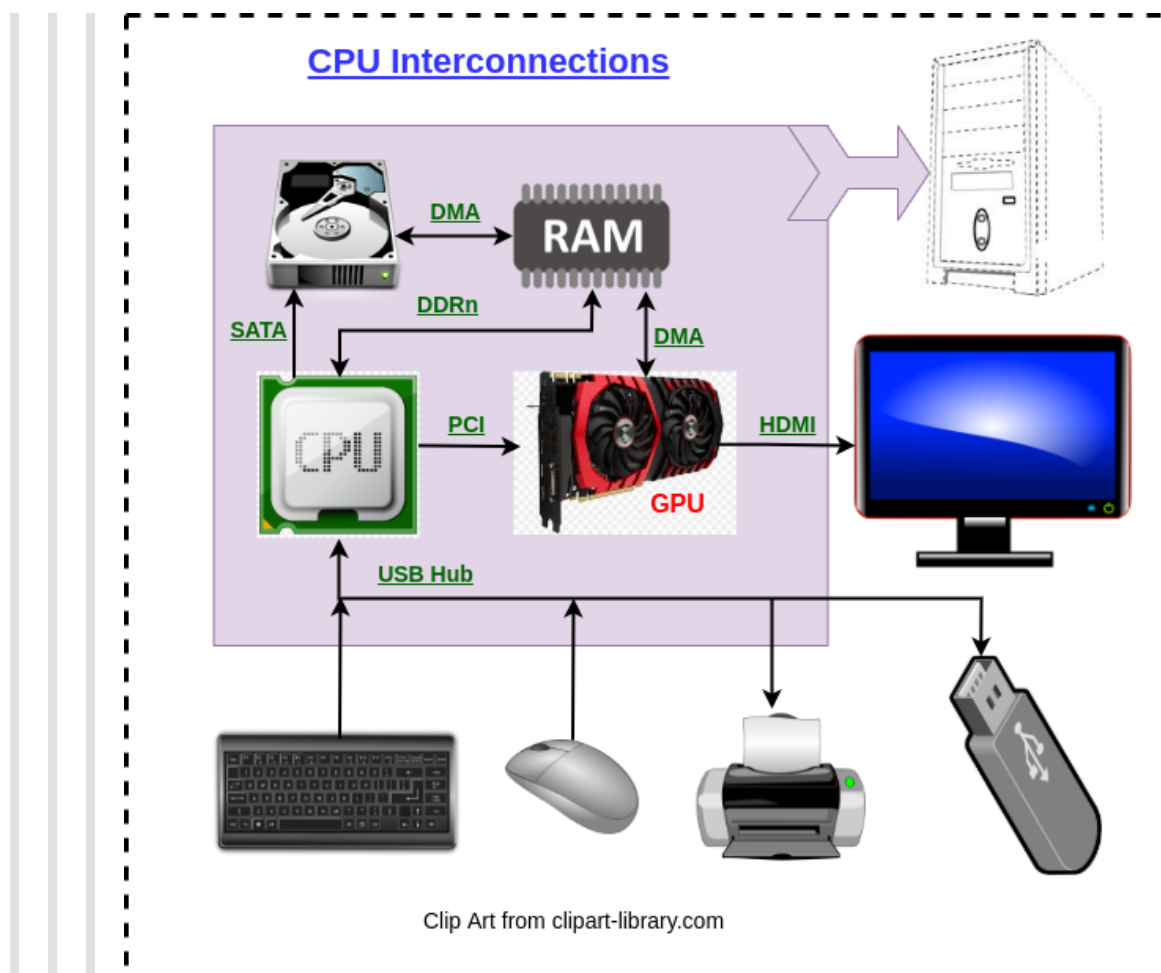 CPU Interconnections
DMA
RAM
DDRn
SATA
DMA
CPU
PCI
HDMI
GPU
USB Hub
Clip Art from clipart-library.com